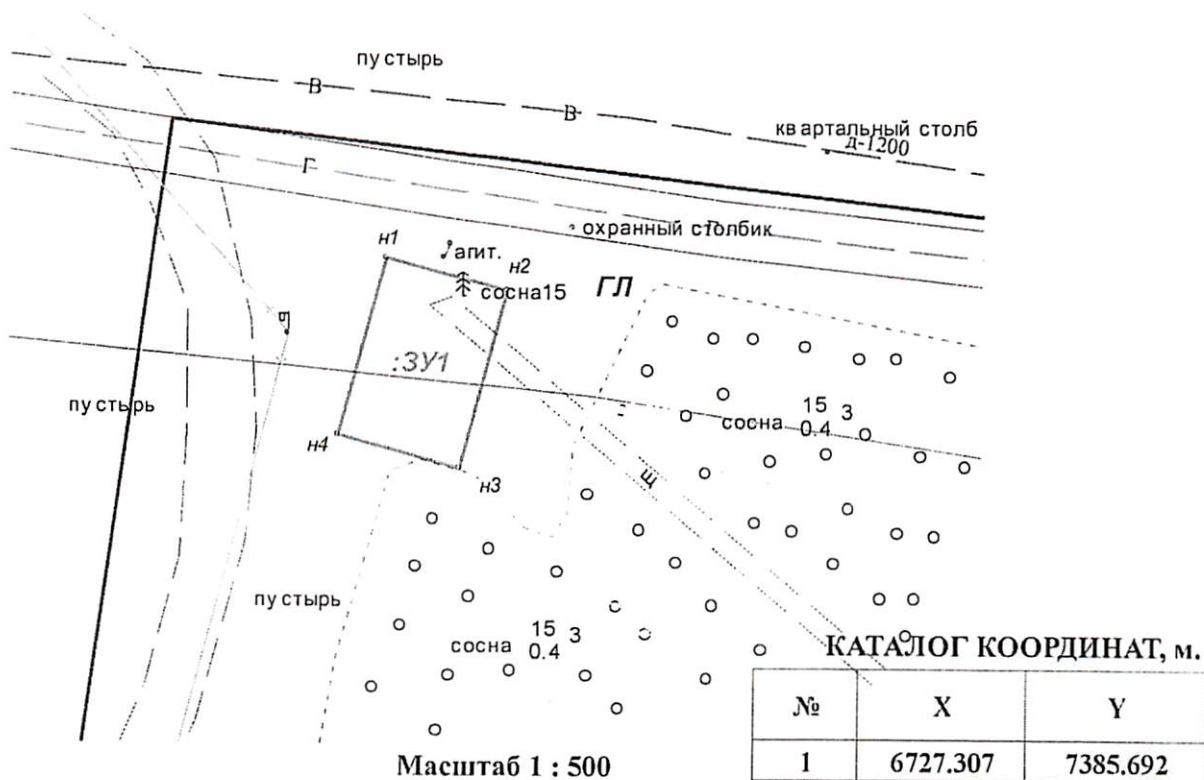 пустырь
В
В
квартальный столб
д-1200
Г
охранный столбик
н1
агит.
н2
сосна15
ГЛ
:ЗУ1
пустырь
15
сосна 3
0.4
н4
н3
щ
пустырь
15
сосна 3
0.4
КАТАЛОГ КООРДИНАТ, м.
№ X Y
1 6727.307 7385.692
Масштаб 1 : 500